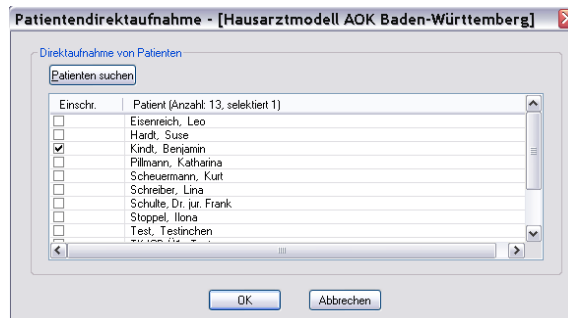 Patientendirektaufnahme - [Hausarztmodell AOK Baden-Württemberg]
Direktaufnahme von Patienten
Patienten suchen
Einschr. Patient (Anzahl: 13, selektiert 1)
Eisenreich, Leo
Hardt, Suse
Kindt, Benjamin
Pillmann, Katharina
Scheuermann, Kurt
Schreiber, Lina
Schulte, Dr. jur. Frank
Stoppel, Ilona
Test, Testinchen
OK Abbrechen